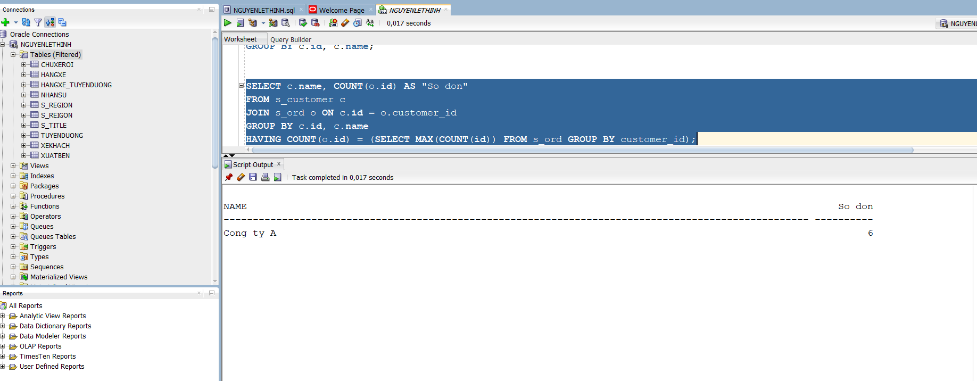 Connections
NGUYENLETHINH.sql
Welcome Page
NGUYENLETHINH
0,017 seconds
NGUYEN
Oracle Connections
NGUYENLETHINH
Tables (Filtered)
CHUXEROI
HANGXE
HANGXE_TUYENDUONG
NHANSU
S_REGION
S_REIGON
S_TITLE
TUYENDUONG
XEKHACH
XUATBEN
Views
Indexes
Packages
Procedures
Functions
Operators
Queues
Queues Tables
Triggers
Types
Sequences
Materialized Views
Reports
All Reports
Analytic View Reports
Data Dictionary Reports
Data Modeler Reports
OLAP Reports
TimesTen Reports
User Defined Reports
Worksheet
Query Builder
GROUP BY c.id, c.name;
SELECT c.name, COUNT(o.id) AS "So don"
FROM s_customer c
JOIN s_ord o ON c.id = o.customer_id
GROUP BY c.id, c.name
HAVING COUNT(o.id) = (SELECT MAX(COUNT(id)) FROM s_ord GROUP BY customer_id);
Script Output
Task completed in 0,017 seconds
NAME So don
Cong ty A 6